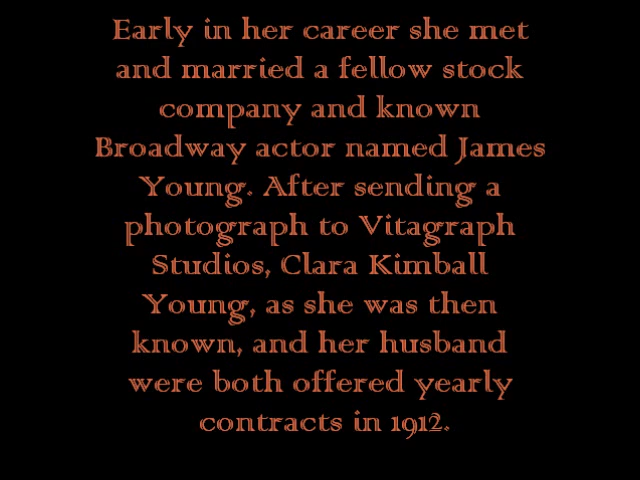 Early in her career she met
and married a fellow stock
company and known
Broadway actor named James
Young. After sending a
photograph to Vitagraph
Studios, Clara Kimball
Young, as she was then
known, and her husband
were both offered yearly
contracts in 1912.